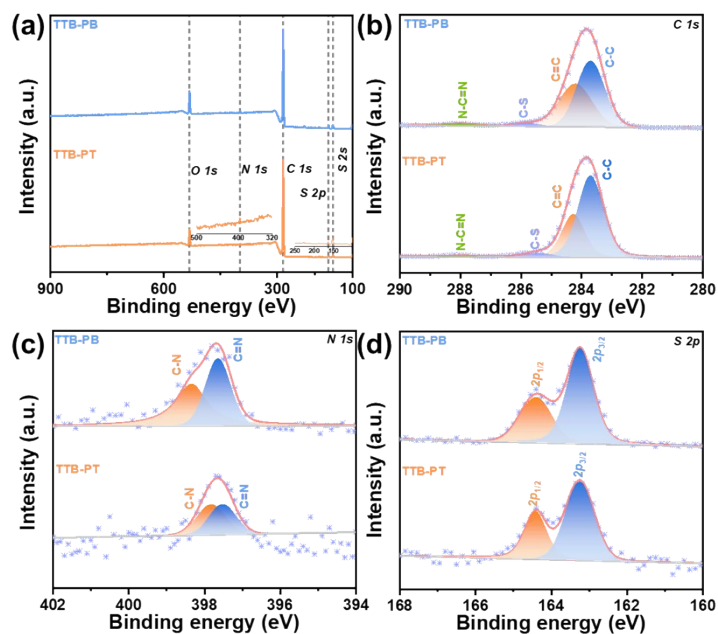 (a)
TTB-PB
TTB-PT
O 1s
N 1s
C 1s
S 2p
S 2s
500 400 320
250 200 150
900 700 500 300 100
Binding energy (eV)
Intensity (a.u.)
(b)
C 1s
TTB-PB
N-C=N
C-S
C=C
C-C
TTB-PT
N-C=N
C-S
C=C
C-C
290 288 286 284 282 280
Binding energy (eV)
Intensity (a.u.)
(c)
N 1s
TTB-PB
C-N
C=N
TTB-PT
C-N
C=N
402 400 398 396 394
Binding energy (eV)
Intensity (a.u.)
(d)
S 2p
TTB-PB
2p1/2
2p3/2
TTB-PT
2p1/2
2p3/2
168 166 164 162 160
Binding energy (eV)
Intensity (a.u.)